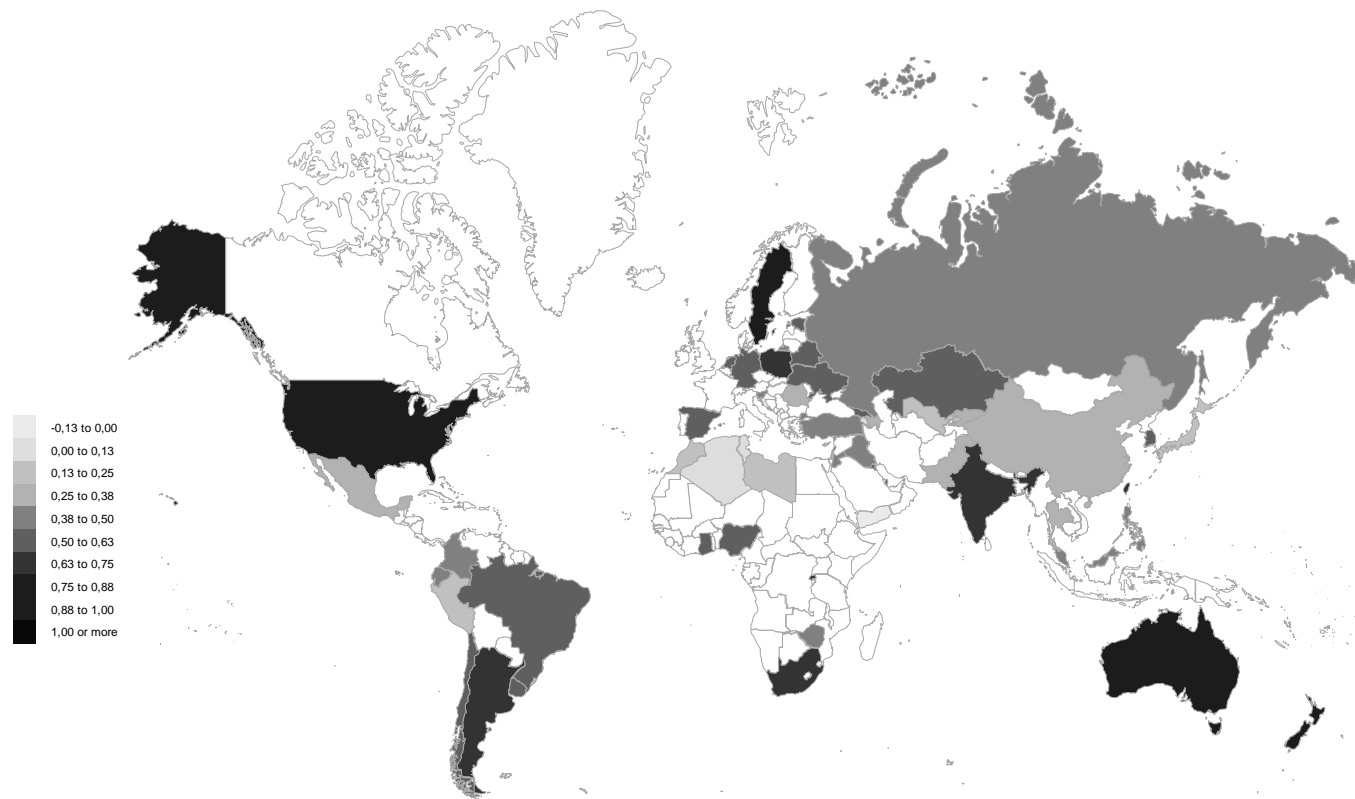 -0,13 to 0,00
0,00 to 0,13
0,13 to 0,25
0,25 to 0,38
0,38 to 0,50
0,50 to 0,63
0,63 to 0,75
0,75 to 0,88
0,88 to 1,00
1,00 or more